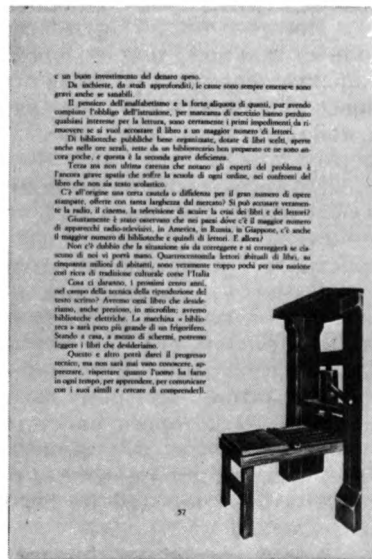 e un buon investimento del denaro speso.
Da inchieste, da studi approfonditi, le cause sono sempre emerse e sono
gravi anche se sanabili.
Il pensiero dell'analfabetismo e la forte aliquota di quanti, pur avendo
compiuto l'obbligo dell'istruzione, per mancanza di esercizio hanno perduto
qualsiasi interesse per la lettura, sono certamente i primi impedimenti da ri-
muovere se si vuol accostare il libro a un maggior numero di lettori.
Di biblioteche pubbliche bene organizzate, dotate di libri scelti, aperte
anche nelle ore serali, rette da un bibliotecario ben preparato ce ne sono an-
cora poche, e questa è la seconda grave deficienza.
Terza ma non ultima carenza che notano gli esperti del problema è
l'ancora grave apatia che soffre la scuola di ogni ordine, nei confronti del
libro che non sia testo scolastico.
C'è all'origine una certa cautela o diffidenza per il gran numero di opere
stampate, offerte con tanta larghezza dal mercato? Si può accusare veramen-
te la radio, il cinema, la televisione di acuire la crisi dei libri e dei lettori?
Giustamente è stato osservato che nei paesi dove c'è il maggior numero
di apparecchi radio-televisivi, in America, in Russia, in Giappone, c'è anche
il maggior numero di biblioteche e quindi di lettori. E allora?
Non c'è dubbio che la situazione sia da correggere e si correggerà se cia-
scuno di noi vi porrà mano. Quattrocentomila lettori abituali di libri, su
cinquanta milioni di abitanti, sono veramente troppo pochi per una nazione
così ricca di tradizione culturale come l'Italia
Cosa ci daranno, i prossimi cento anni,
nel campo della tecnica della riproduzione del
testo scritto? Avremo ogni libro che deside-
riamo, anche prezioso, in microfilm; avremo
biblioteche elettriche. La macchina « biblio-
teca » sarà poco più grande di un frigorifero.
Stando a casa, a mezzo di schermi, potremo
leggere i libri che desideriamo.
Questo e altro potrà darci il progresso
tecnico, ma non sarà mai vano conoscere, ap-
prezzare, rispettare quanto l'uomo ha fatto
in ogni tempo, per apprendere, per comunicare
con i suoi simili e cercare di comprenderli.
57